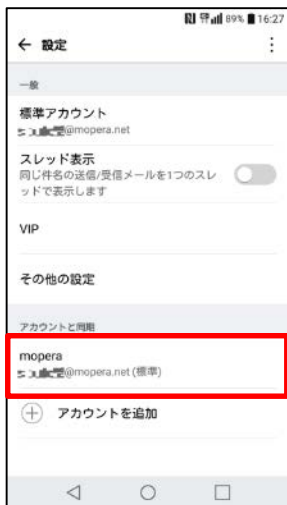 89% 16:27
← 設定
一般
標準アカウント
@mopera.net
スレッド表示
同じ件名の送信/受信メールを1つのスレ
ッドで表示します
VIP
その他の設定
アカウントと同期
mopera
@mopera.net (標準)
アカウントを追加